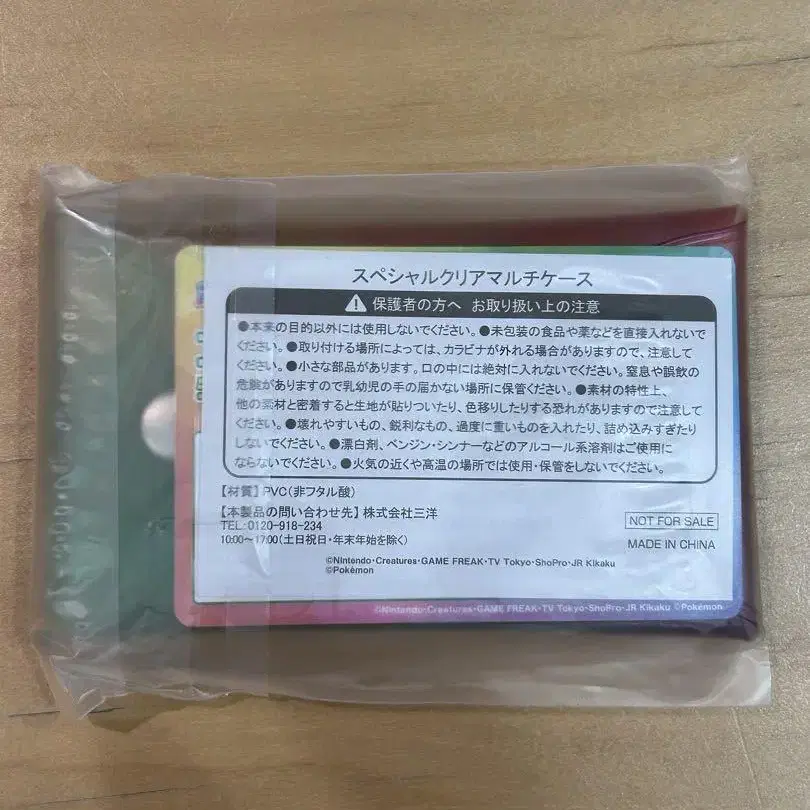 スペシャルクリアマルチケース
保護者の方へ お取り扱い上の注意
●本来の目的以外には使用しないでください。●未包装の食品や薬などを直接入れないで
ください。●取り付ける場所によっては、カラビナが外れる場合がありますので、注意して
ください。●小さな部品があります。口の中には絶対に入れないでください。窒息や誤飲の
危険がありますので乳幼児の手の届かない場所に保管ください。●素材の特性上、
他の素材と密着すると生地が貼りついたり、色移りしたりする恐れがありますので注意して
ください。●壊れやすいもの、鋭利なもの、過度に重いものを入れたり、詰め込みすぎたり
しないでください。●漂白剤、ベンジン・シンナーなどのアルコール系溶剤はご使用に
ならないでください。●火気の近くや高温の場所では使用・保管をしないでください。
【材質】PVC(非フタル酸)
【本製品の問い合わせ先】株式会社三洋
TEL:0120-918-234
10:00~17:00(土日祝日・年末年始を除く)
NOT FOR SALE
MADE IN CHINA
©Nintendo・Creatures・GAME FREAK・TV Tokyo・ShoPro・JR Kikaku
©Pokémon
©Nintendo・Creatures・GAME FREAK・TV Tokyo・ShoPro・JR Kikaku ©Pokémon